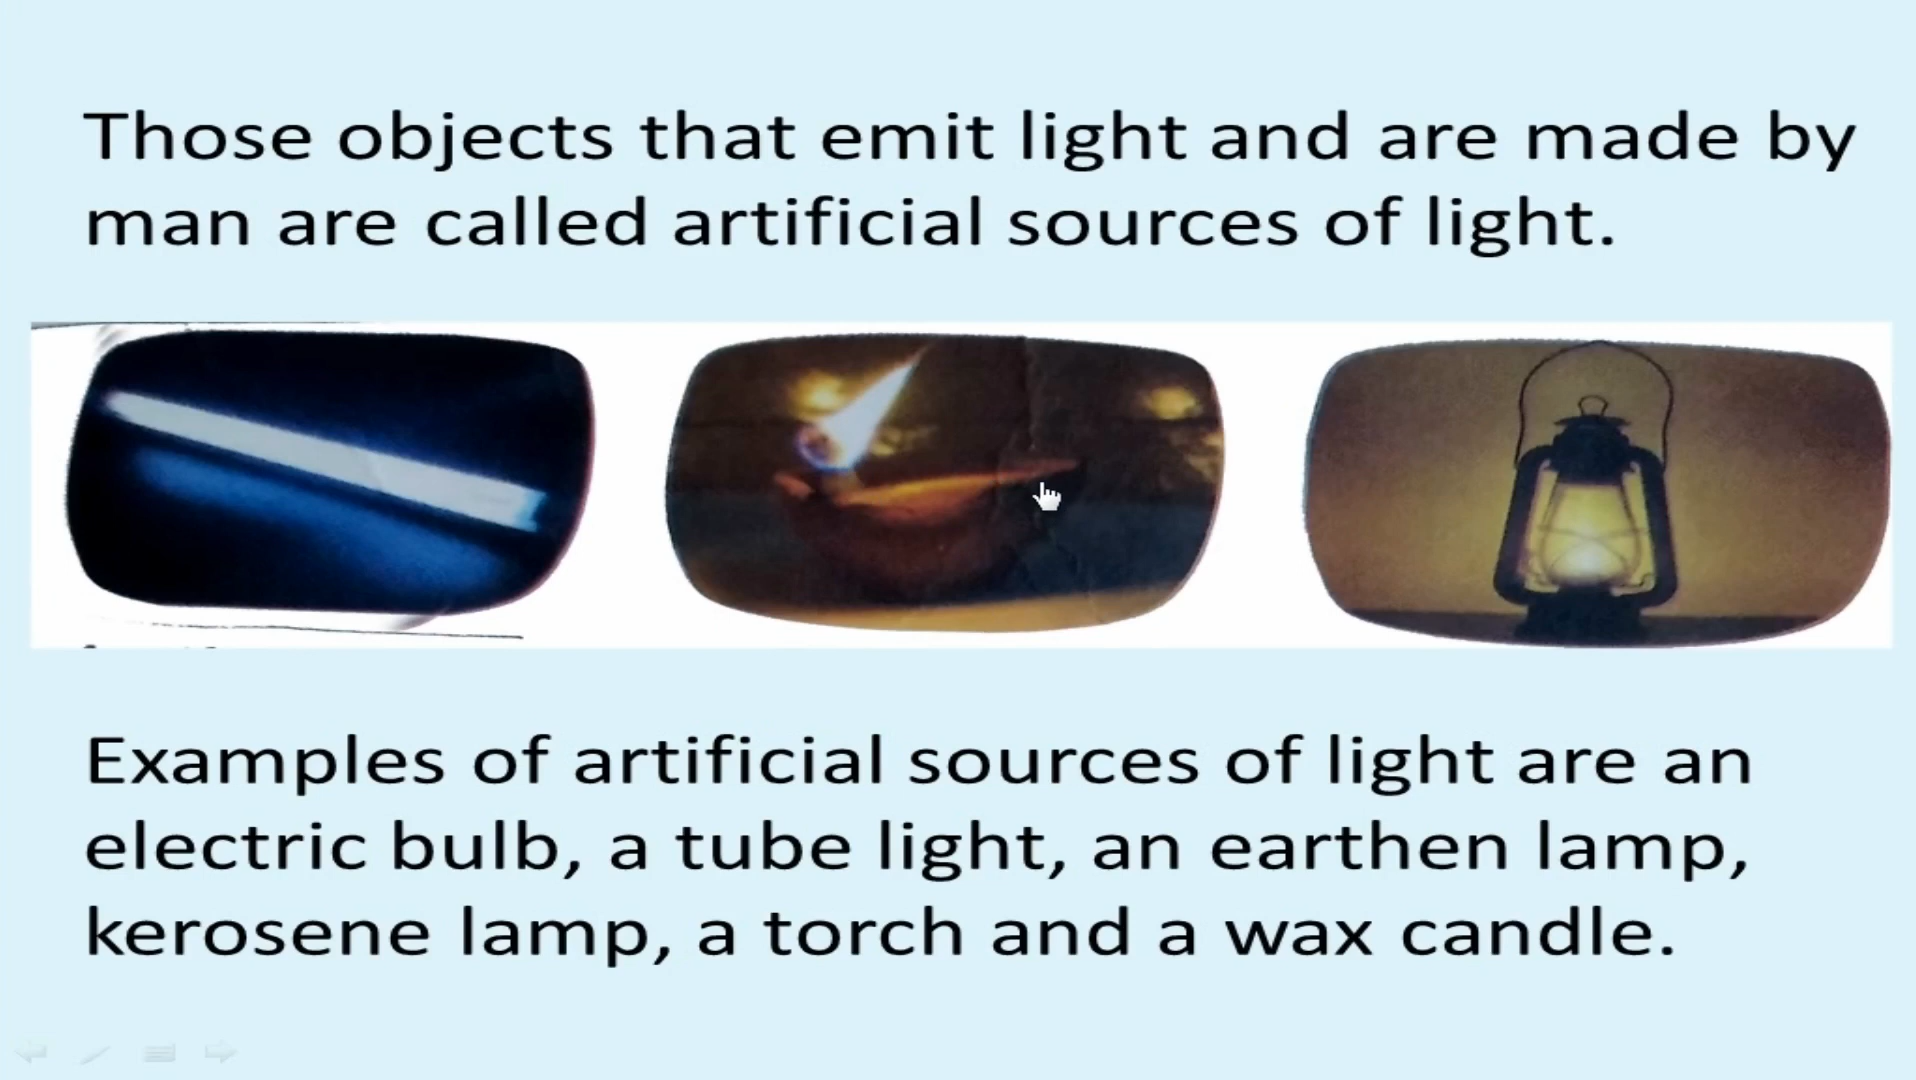 Those objects that emit light and are made by
man are called artificial sources of light.
Examples of artificial sources of light are an
electric bulb, a tube light, an earthen lamp,
kerosene lamp, a torch and a wax candle.